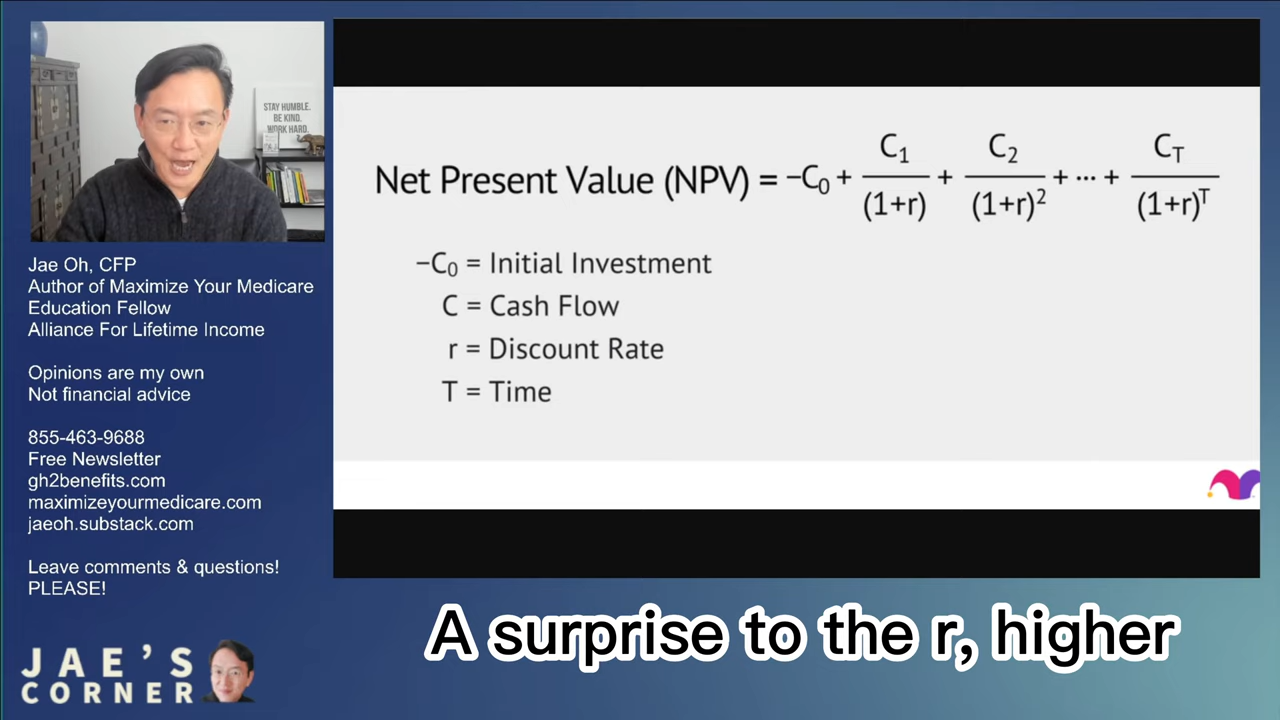 STAY HUMBLE.
BE KIND.
WORK HARD.
Jae Oh, CFP
Author of Maximize Your Medicare
Education Fellow
Alliance For Lifetime Income
Opinions are my own
Not financial advice
855-463-9688
Free Newsletter
gh2benefits.com
maximizeyourmedicare.com
jaeoh.substack.com
Leave comments & questions!
PLEASE!
JAE'S
CORNER
Net Present Value (NPV) = −C₀ + C₁/(1+r) + C₂/(1+r)² + ··· + C_T/(1+r)^T
−C₀ = Initial Investment
C = Cash Flow
r = Discount Rate
T = Time
A surprise to the r, higher